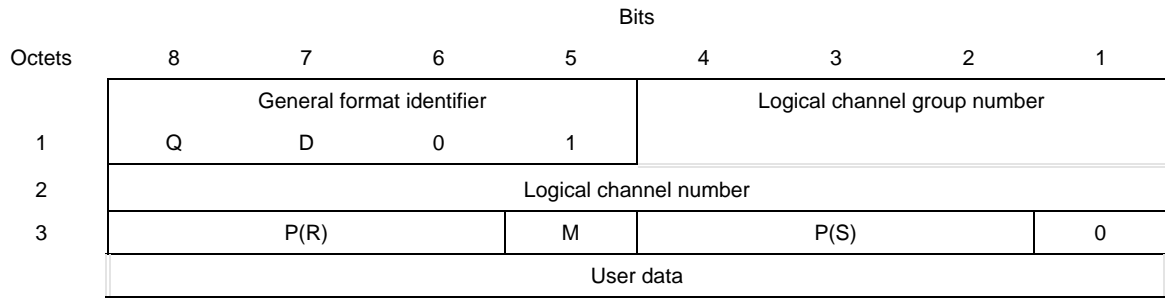 Bits
Octets 8 7 6 5 4 3 2 1
General format identifier Logical channel group number
1 Q D 0 1
2 Logical channel number
3 P(R) M P(S) 0
User data